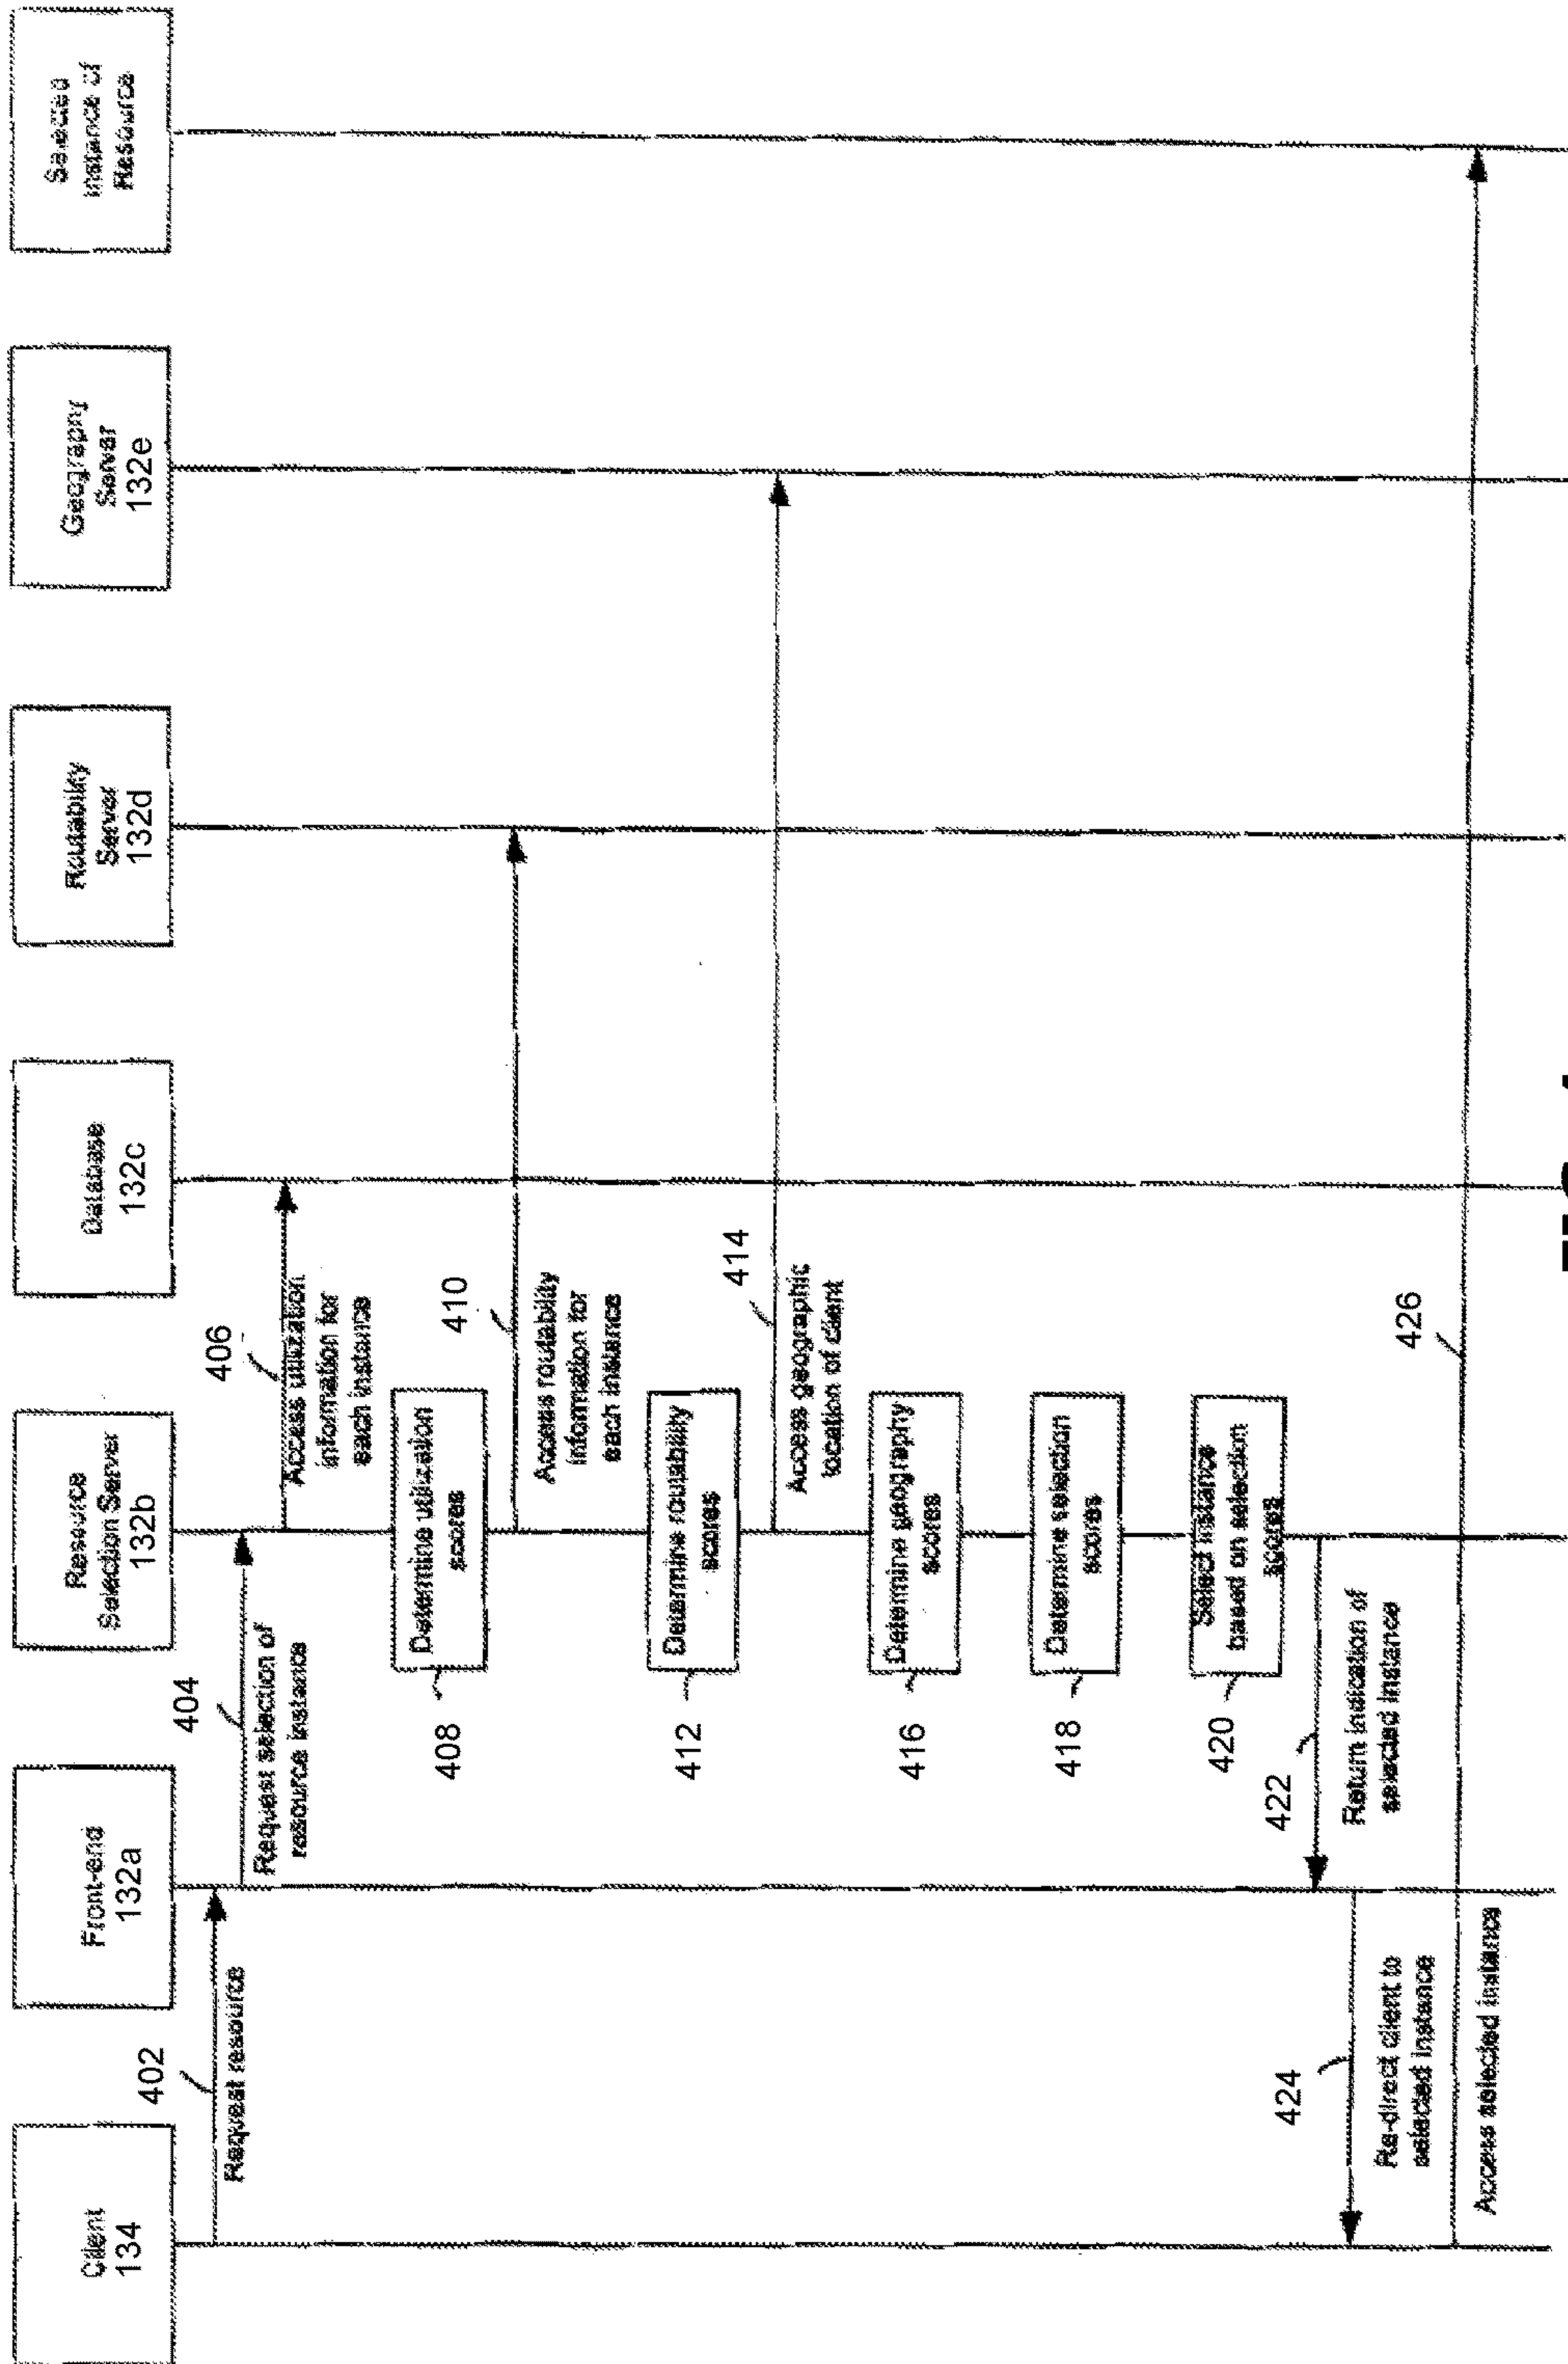 Client
134
Front-end
132a
Resource
Selection Server
132b
Database
132c
Routability
Server
132d
Geography
Server
132e
Selected
Instance of
Resource
402
Request resource
404
Request selection of
resource instance
406
Access utilization
information for
each instance
408
Determine utilization
scores
410
Access routability
information for
each instance
412
Determine routability
scores
414
Access geographic
location of client
416
Determine geography
scores
418
Determine selection
scores
420
Select instance
based on selection
scores
422
Return indication of
selected instance
424
Re-direct client to
selected instance
426
Access selected instance